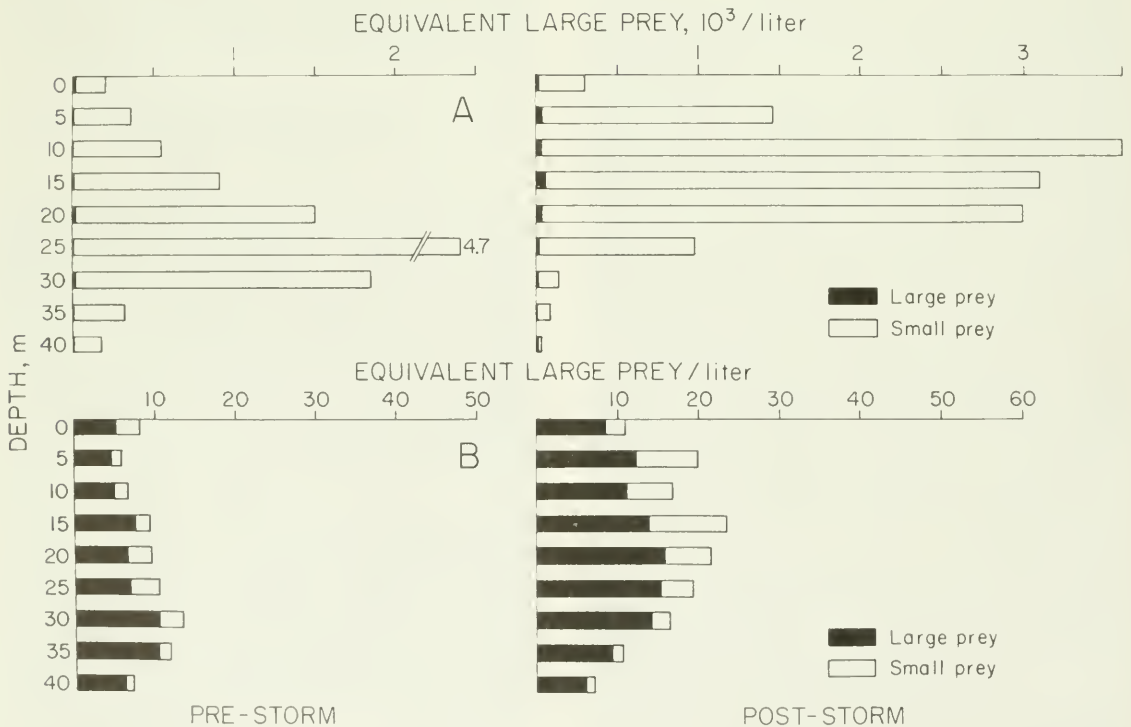 EQUIVALENT LARGE PREY, 10³/liter
1 2 1 2 3
A
0
5
10
15
20
25 4.7
30
35
40
Large prey
Small prey
DEPTH, m
EQUIVALENT LARGE PREY/liter
10 20 30 40 50 10 20 30 40 50 60
B
0
5
10
15
20
25
30
35
40
Large prey
Small prey
PRE-STORM POST-STORM